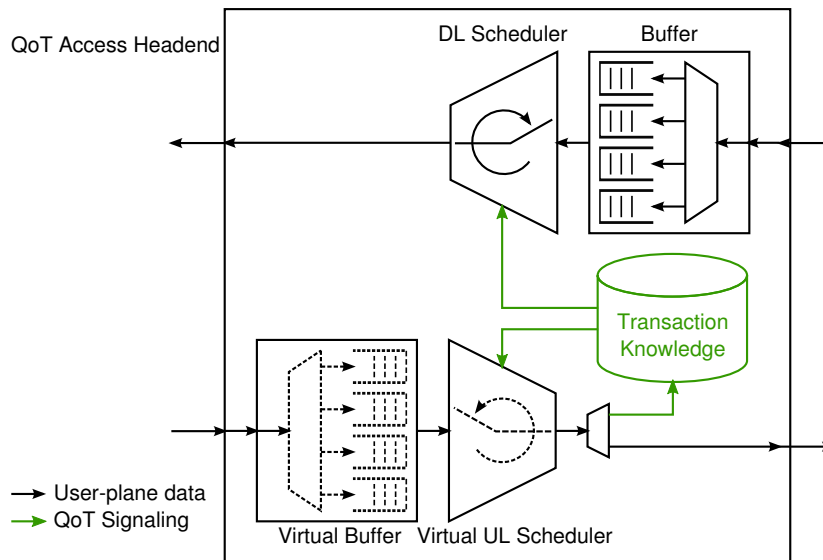 DL Scheduler
Buffer
QoT Access Headend
Transaction
Knowledge
User-plane data
QoT Signaling
Virtual Buffer
Virtual UL Scheduler